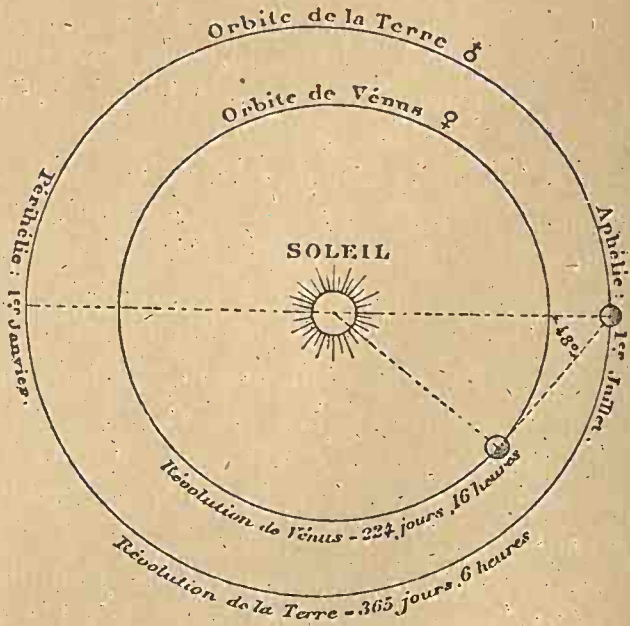 Orbite de la Terre ♁
Orbite de Vénus ♀
Périhélie : 1er Janvier.
SOLEIL
Aphélie : 1er Juillet.
48°
Révolution de Vénus = 224 jours, 16 heures
Révolution de la Terre = 365 jours, 6 heures